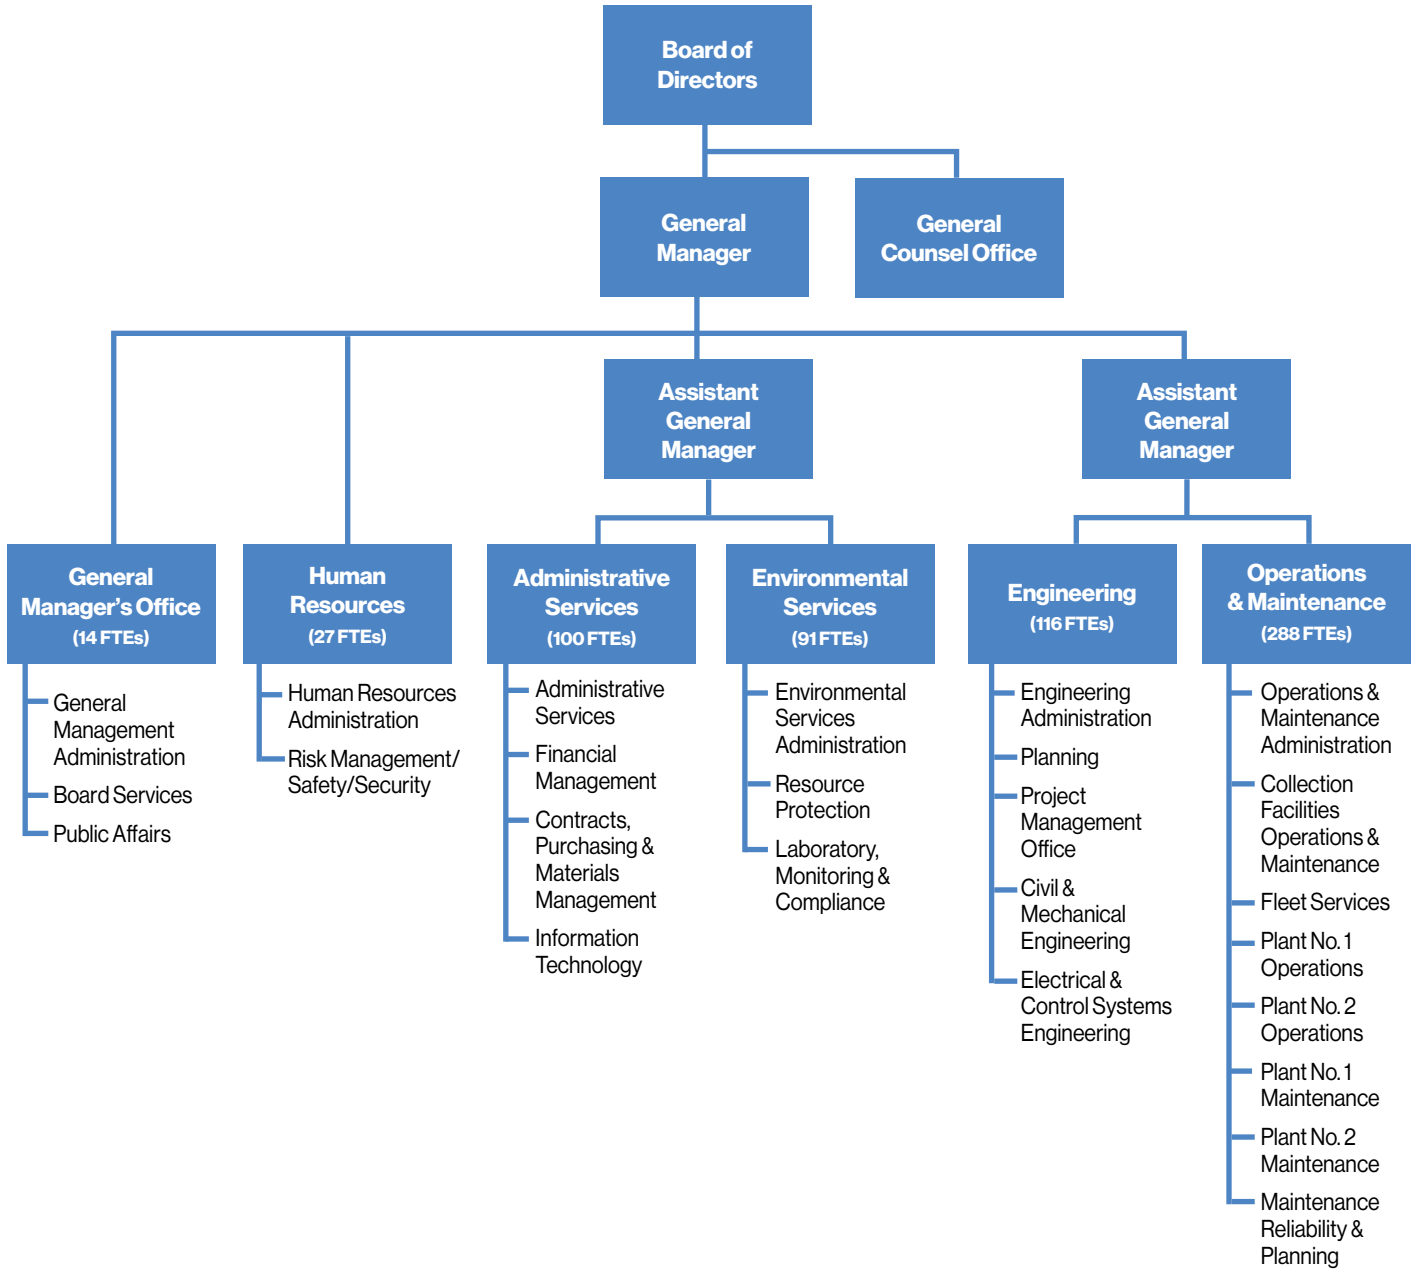 Board of
Directors
General
Manager
General
Counsel Office
Assistant
General
Manager
Assistant
General
Manager
General
Manager's Office
(14 FTEs)
General
Management
Administration
Board Services
Public Affairs
Human
Resources
(27 FTEs)
Human Resources
Administration
Risk Management/
Safety/Security
Administrative
Services
(100 FTEs)
Administrative
Services
Financial
Management
Contracts,
Purchasing &
Materials
Management
Information
Technology
Environmental
Services
(91 FTEs)
Environmental
Services
Administration
Resource
Protection
Laboratory,
Monitoring &
Compliance
Engineering
(116 FTEs)
Engineering
Administration
Planning
Project
Management
Office
Civil &
Mechanical
Engineering
Electrical &
Control Systems
Engineering
Operations
& Maintenance
(288 FTEs)
Operations &
Maintenance
Administration
Collection
Facilities
Operations &
Maintenance
Fleet Services
Plant No. 1
Operations
Plant No. 2
Operations
Plant No. 1
Maintenance
Plant No. 2
Maintenance
Maintenance
Reliability &
Planning